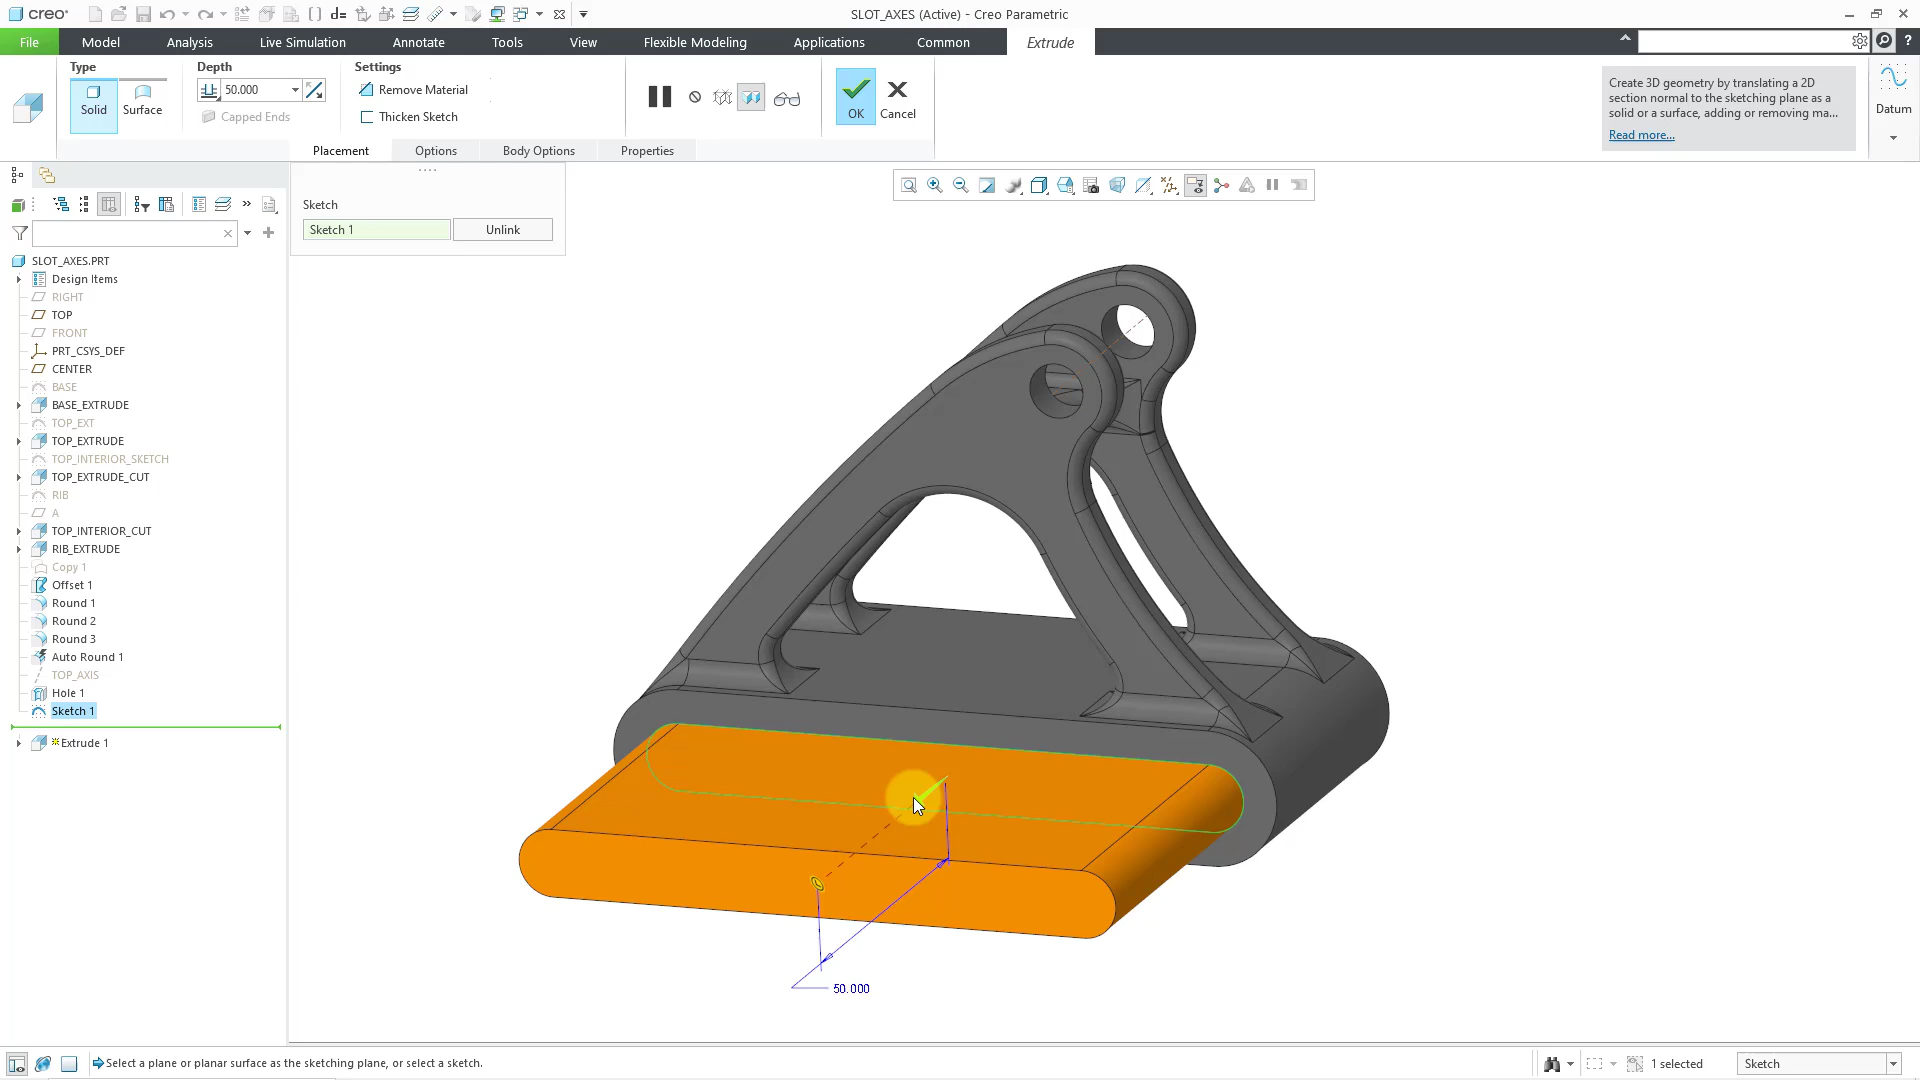 creo
SLOT_AXES (Active) - Creo Parametric
File Model Analysis Live Simulation Annotate Tools View Flexible Modeling Applications Common Extrude
Type
Solid
Surface
Depth
50.000
Capped Ends
Settings
Remove Material
Thicken Sketch
OK
Cancel
Create 3D geometry by translating a 2D
section normal to the sketching plane as a
solid or a surface, adding or removing ma...
Read more...
Datum
Placement Options Body Options Properties
Sketch
Sketch 1
Unlink
SLOT_AXES.PRT
Design Items
RIGHT
TOP
FRONT
PRT_CSYS_DEF
CENTER
BASE
BASE_EXTRUDE
TOP_EXT
TOP_EXTRUDE
TOP_INTERIOR_SKETCH
TOP_EXTRUDE_CUT
RIB
A
TOP_INTERIOR_CUT
RIB_EXTRUDE
Copy 1
Offset 1
Round 1
Round 2
Round 3
Auto Round 1
TOP_AXIS
Hole 1
Sketch 1
Extrude 1
50.000
Select a plane or planar surface as the sketching plane, or select a sketch.
1 selected
Sketch